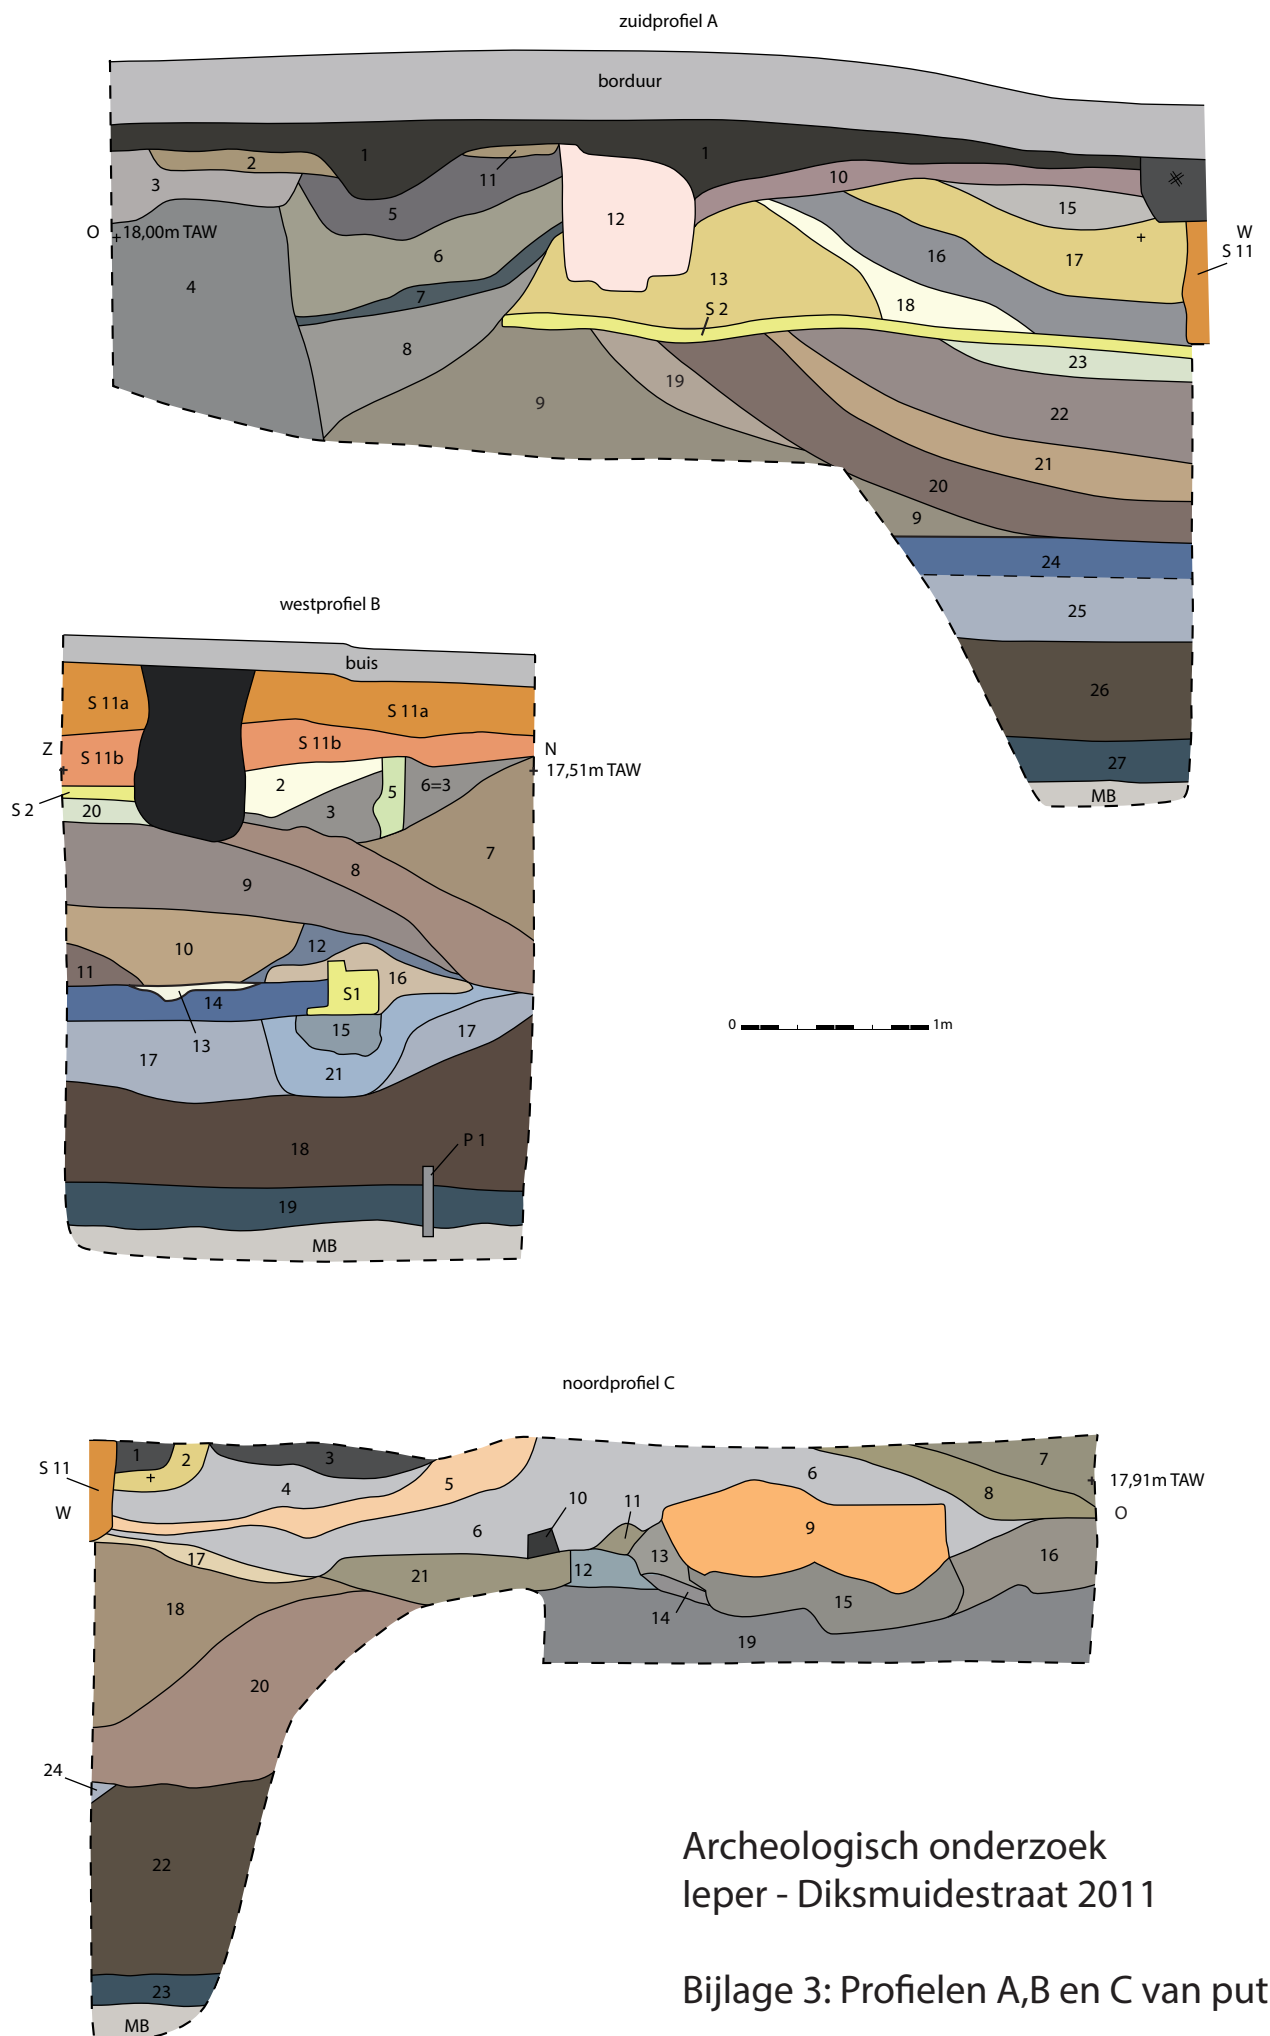 zuidprofiel A
borduur
1
1
2
11
3
10
5
15
12
O
18,00m TAW
W
S 11
6
16
17
4
13
7
18
S 2
8
23
19
9
22
21
20
9
24
25
26
27
MB
westprofiel B
buis
S 11a
S 11a
S 11b
S 11b
Z
N
17,51m TAW
2
6=3
5
S 2
20
3
7
8
9
10
12
11
16
S1
14
13
15
17
17
21
18
P 1
19
MB
0
1m
noordprofiel C
1
2
3
7
S 11
4
5
6
8
17,91m TAW
W
10
11
O
6
9
17
13
16
21
12
18
14
15
19
20
24
22
23
MB
Archeologisch onderzoek
Ieper - Diksmuidestraat 2011
Bijlage 3: Profielen A,B en C van put